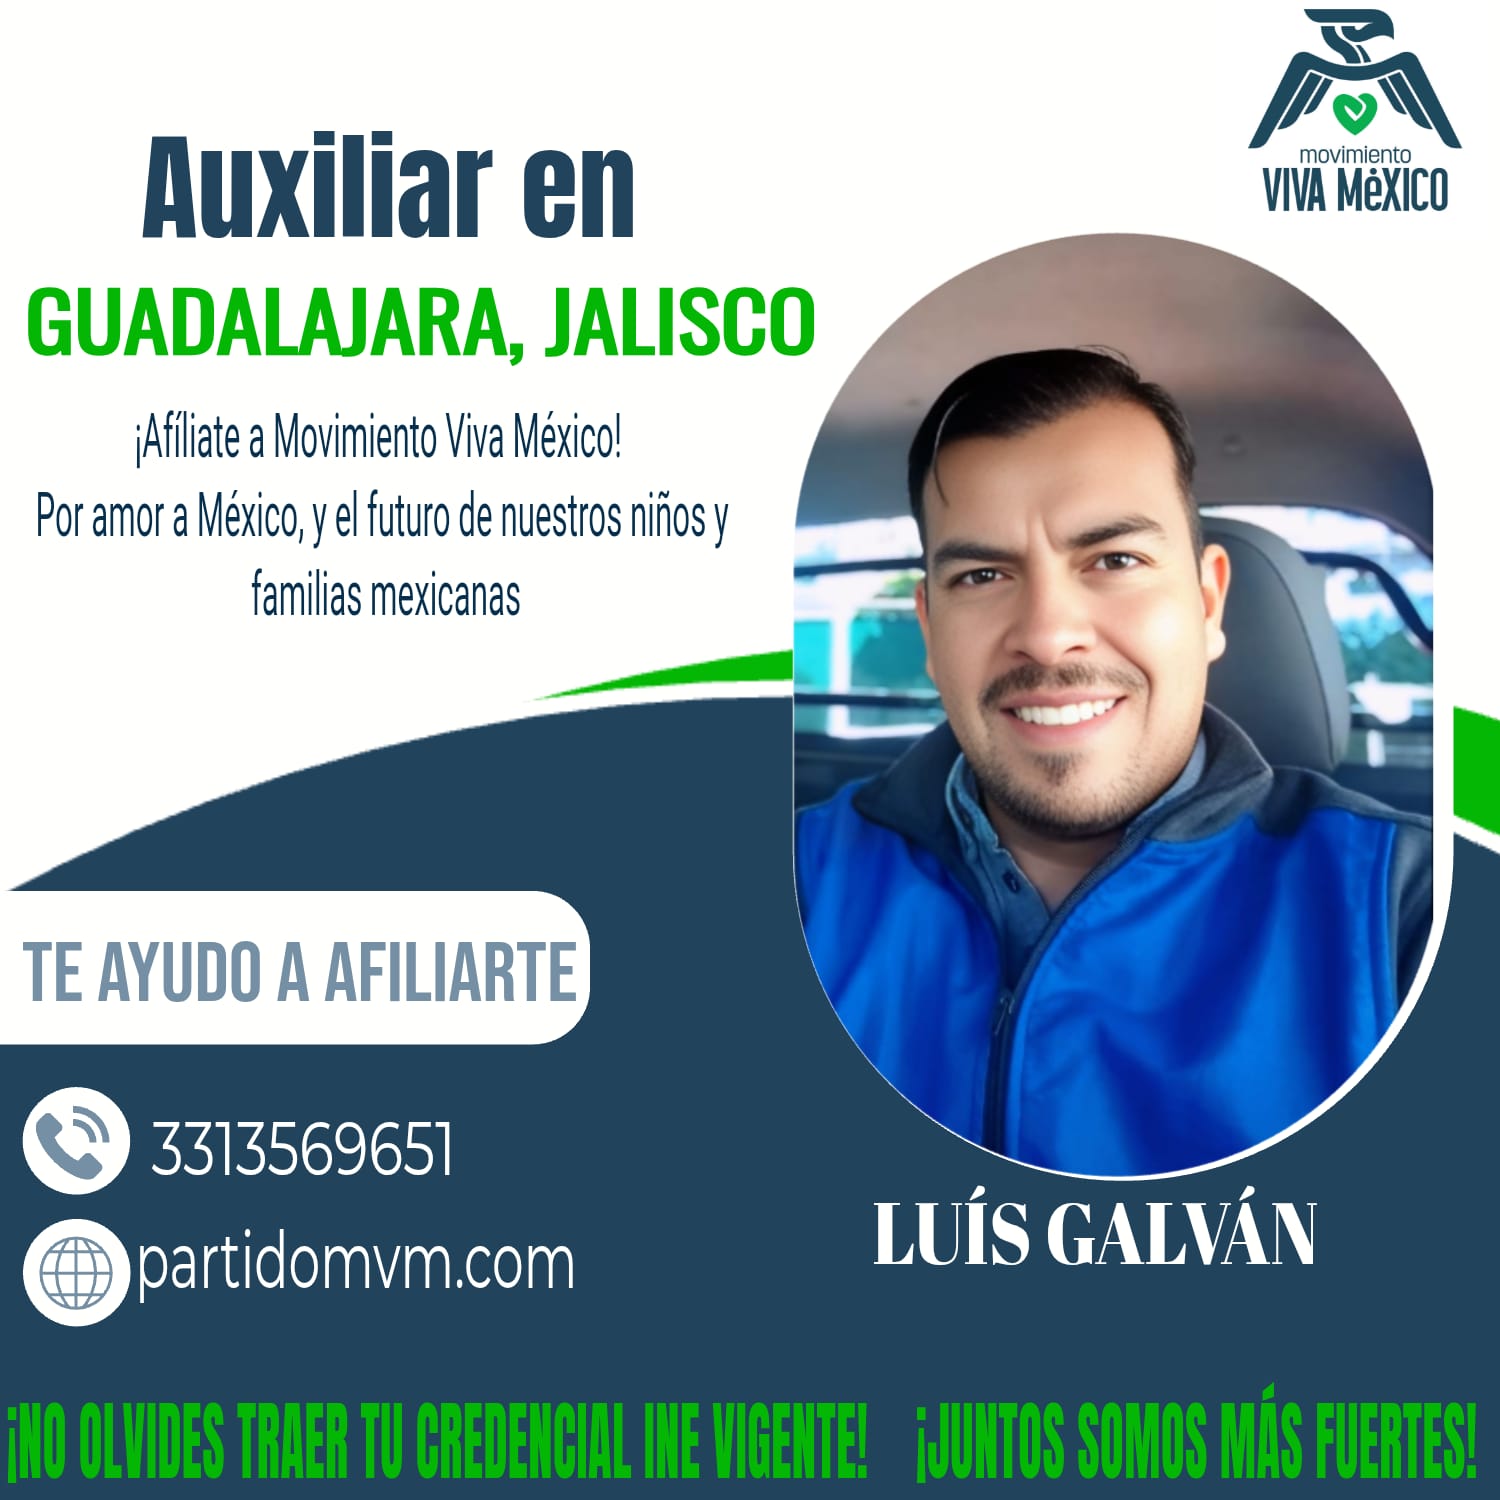 movimiento
VIVA MéXICO
Auxiliar en
GUADALAJARA, JALISCO
¡Afíliate a Movimiento Viva México!
Por amor a México, y el futuro de nuestros niños y
familias mexicanas
TE AYUDO A AFILIARTE
3313569651
partidomvm.com
LUÍS GALVÁN
¡NO OLVIDES TRAER TU CREDENCIAL INE VIGENTE! ¡JUNTOS SOMOS MÁS FUERTES!